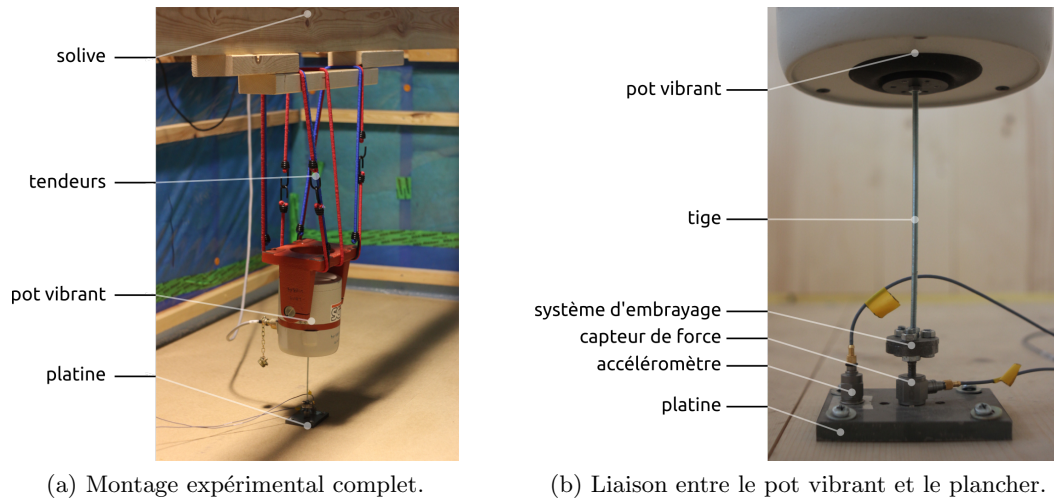 solive
tendeurs
pot vibrant
platine
(a) Montage expérimental complet.
pot vibrant
tige
système d'embrayage
capteur de force
accéléromètre
platine
(b) Liaison entre le pot vibrant et le plancher.